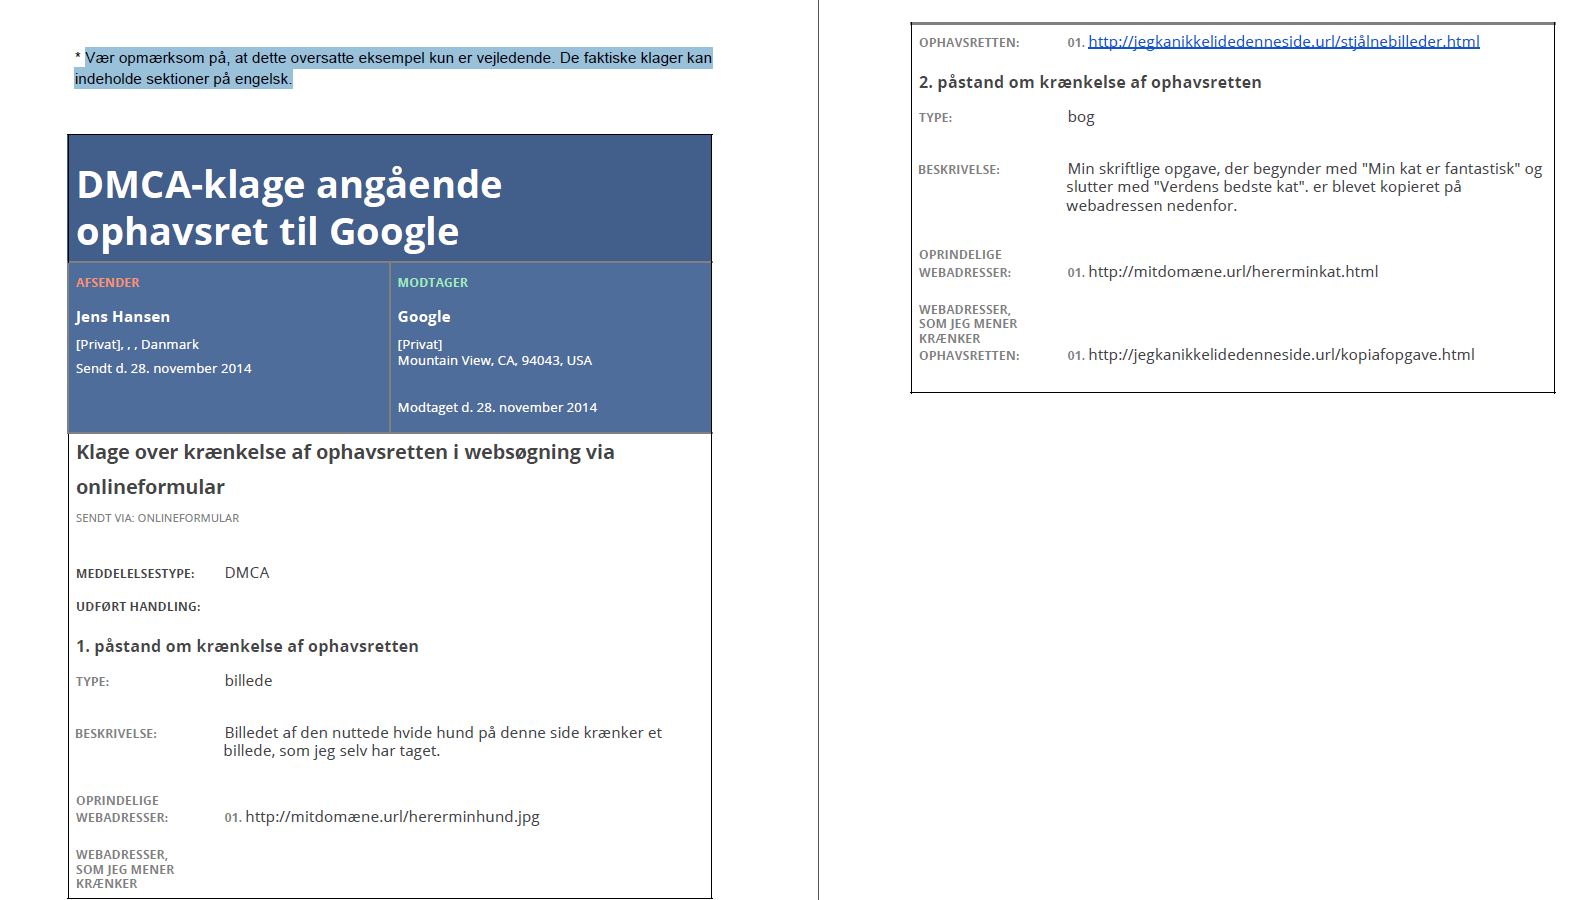 * Vær opmærksom på, at dette oversatte eksempel kun er vejledende. De faktiske klager kan
indeholde sektioner på engelsk.
DMCA-klage angående
ophavsret til Google
AFSENDER
Jens Hansen
[Privat], , , Danmark
Sendt d. 28. november 2014
MODTAGER
Google
[Privat]
Mountain View, CA, 94043, USA
Modtaget d. 28. november 2014
Klage over krænkelse af ophavsretten i websøgning via
onlineformular
SENDT VIA: ONLINEFORMULAR
MEDDELELSESTYPE: DMCA
UDFØRT HANDLING:
1. påstand om krænkelse af ophavsretten
TYPE: billede
BESKRIVELSE: Billedet af den nuttede hvide hund på denne side krænker et
billede, som jeg selv har taget.
OPRINDELIGE
WEBADRESSER: 01. http://mitdomæne.url/hererminhund.jpg
WEBADRESSER,
SOM JEG MENER
KRÆNKER
OPHAVSRETTEN: 01. http://jegkanikkelidedenneside.url/stjålnebilleder.html
2. påstand om krænkelse af ophavsretten
TYPE: bog
BESKRIVELSE: Min skriftlige opgave, der begynder med "Min kat er fantastisk" og
slutter med "Verdens bedste kat". er blevet kopieret på
webadressen nedenfor.
OPRINDELIGE
WEBADRESSER: 01. http://mitdomæne.url/hererminkat.html
WEBADRESSER,
SOM JEG MENER
KRÆNKER
OPHAVSRETTEN: 01. http://jegkanikkelidedenneside.url/kopiafopgave.html